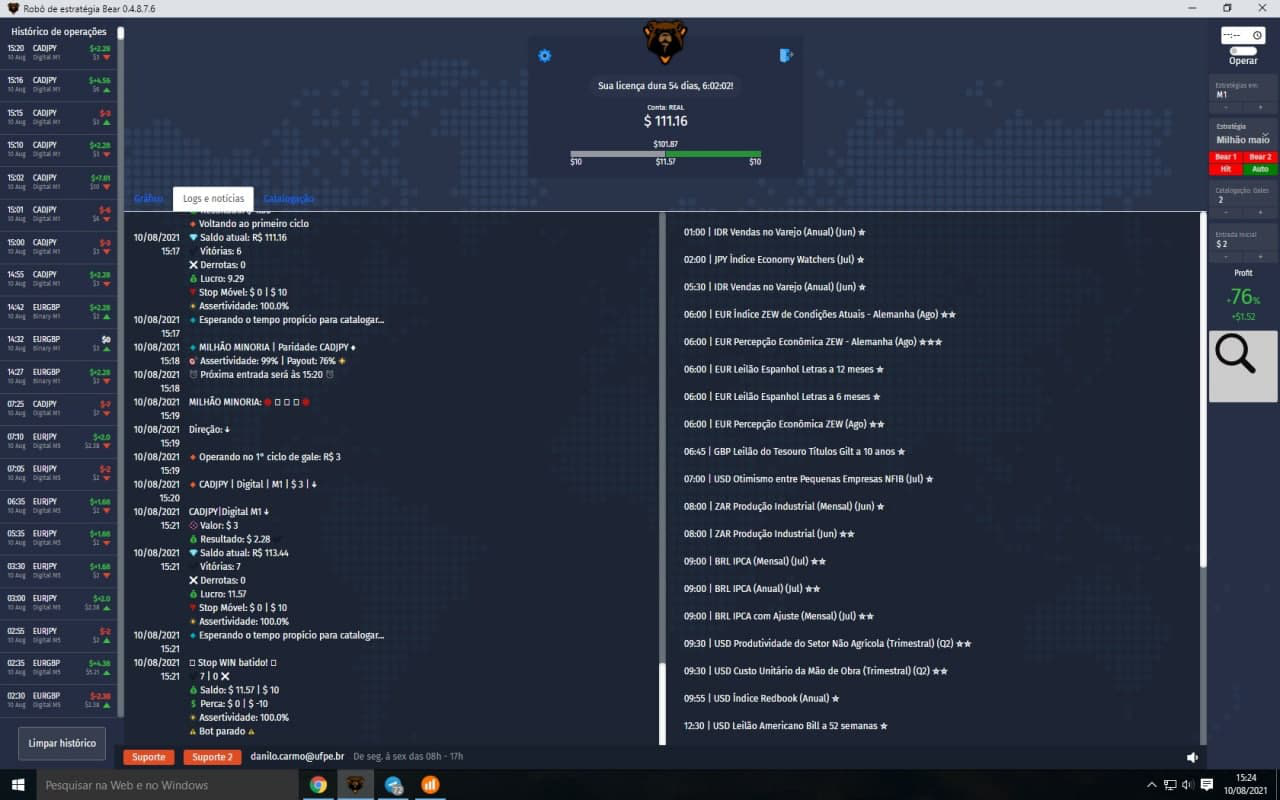 Robô de estratégia Bear 0.4.8.7.6
Histórico de operações
15:20 CADJPY $+2.28
10 Aug Digital M1 $3
15:16 CADJPY $+4.56
10 Aug Digital M1 $6
15:15 CADJPY $-3
10 Aug Digital M1 $3
15:10 CADJPY $+2.28
10 Aug Digital M1 $3
15:02 CADJPY $+7.61
10 Aug Digital M1 $10
15:01 CADJPY $-6
10 Aug Digital M1 $6
15:00 CADJPY $-3
10 Aug Digital M1 $3
14:55 CADJPY $+2.28
10 Aug Digital M1 $3
14:42 EURGBP $+2.28
10 Aug Binary M1 $3
14:32 EURGBP $0
10 Aug Binary M1 $3
14:27 EURGBP $+2.28
10 Aug Binary M1 $3
07:25 CADJPY $-7
10 Aug Digital M1 $7
07:10 EURJPY $+2.0
10 Aug Digital M5 $2.38
07:05 EURJPY $-2
10 Aug Digital M5 $2
06:35 EURJPY $+1.68
10 Aug Digital M5 $2
05:35 EURJPY $+1.68
10 Aug Digital M5 $2
03:30 EURJPY $+1.68
10 Aug Digital M5 $2
03:00 EURJPY $+2.0
10 Aug Digital M5 $2.38
02:55 EURJPY $-2
10 Aug Digital M5 $2
02:35 EURGBP $+4.38
10 Aug Digital M5 $5.21
02:30 EURGBP $-2.38
10 Aug Digital M5 $2.38
Limpar histórico
Sua licença dura 54 dias, 6:02:02!
Conta: REAL
$ 111.16
$101.87
$10 $11.57 $10
Gráfico Logs e notícias Catalogação
Voltando ao primeiro ciclo
10/08/2021 Saldo atual: R$ 111.16
15:17 Vitórias: 6
Derrotas: 0
Lucro: 9.29
Stop Móvel: $ 0 | $ 10
Assertividade: 100.0%
10/08/2021 Esperando o tempo propício para catalogar...
15:17
10/08/2021 MILHÃO MINORIA | Paridade: CADJPY ♦
15:18 Assertividade: 99% | Payout: 76%
10/08/2021 Próxima entrada será às 15:20
15:18
10/08/2021 MILHÃO MINORIA:
15:19
10/08/2021 Direção: ↓
15:19
10/08/2021 Operando no 1° ciclo de gale: R$ 3
15:19
10/08/2021 CADJPY | Digital | M1 | $ 3 | ↓
15:20
10/08/2021 CADJPY|Digital M1 ↓
15:21 Valor: $ 3
Resultado: $ 2.28
10/08/2021 Saldo atual: R$ 113.44
15:21 Vitórias: 7
Derrotas: 0
Lucro: 11.57
Stop Móvel: $ 0 | $ 10
Assertividade: 100.0%
10/08/2021 Esperando o tempo propício para catalogar...
15:21
10/08/2021 Stop WIN batido!
15:21 7 | 0
Saldo: $ 11.57 | $ 10
Perca: $ 0 | $ -10
Assertividade: 100.0%
Bot parado
01:00 | IDR Vendas no Varejo (Anual) (Jun) ★
02:00 | JPY Índice Economy Watchers (Jul) ★
05:30 | IDR Vendas no Varejo (Anual) (Jun) ★
06:00 | EUR Índice ZEW de Condições Atuais - Alemanha (Ago) ★★
06:00 | EUR Percepção Econômica ZEW - Alemanha (Ago) ★★★
06:00 | EUR Leilão Espanhol Letras a 12 meses ★
06:00 | EUR Leilão Espanhol Letras a 6 meses ★
06:00 | EUR Percepção Econômica ZEW (Ago) ★★
06:45 | GBP Leilão do Tesouro Títulos Gilt a 10 anos ★
07:00 | USD Otimismo entre Pequenas Empresas NFIB (Jul) ★
08:00 | ZAR Produção Industrial (Mensal) (Jun) ★
08:00 | ZAR Produção Industrial (Jun) ★★
09:00 | BRL IPCA (Mensal) (Jul) ★★
09:00 | BRL IPCA (Anual) (Jul) ★★
09:00 | BRL IPCA com Ajuste (Mensal) (Jul) ★★
09:30 | USD Produtividade do Setor Não Agrícola (Trimestral) (Q2) ★★
09:30 | USD Custo Unitário da Mão de Obra (Trimestral) (Q2) ★★
09:55 | USD Índice Redbook (Anual) ★
12:30 | USD Leilão Americano Bill a 52 semanas ★
--:--
Operar
Estratégias em
M1
- +
Estratégia
Milhão maio
Bear 1 Bear 2
Hit Auto
Catalogação: Gales
2
- +
Entrada Inicial
$ 2
- +
Profit
+76%
+$1.52
Suporte Suporte 2 danilo.carmo@ufpe.br De seg. á sex das 08h - 17h
Pesquisar na Web e no Windows
72
15:24
10/08/2021